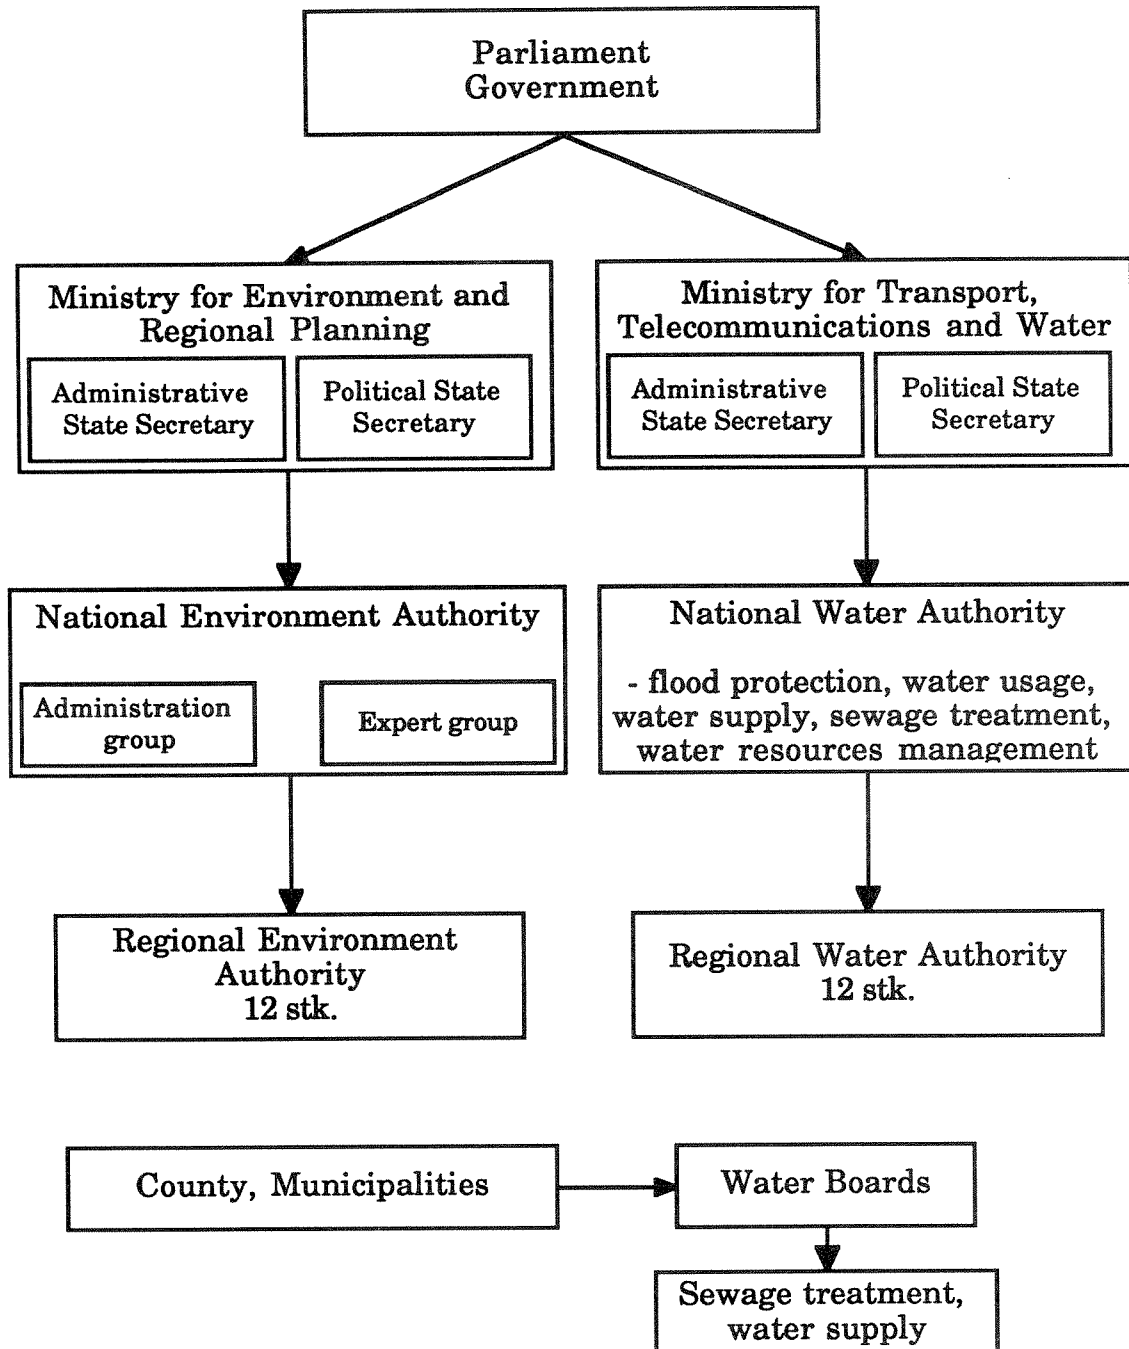 Parliament
Government
Ministry for Environment and
Regional Planning
Administrative
State Secretary
Political State
Secretary
Ministry for Transport,
Telecommunications and Water
Administrative
State Secretary
Political State
Secretary
National Environment Authority
Administration
group
Expert group
National Water Authority
- flood protection, water usage,
water supply, sewage treatment,
water resources management
Regional Environment
Authority
12 stk.
Regional Water Authority
12 stk.
County, Municipalities
Water Boards
Sewage treatment,
water supply